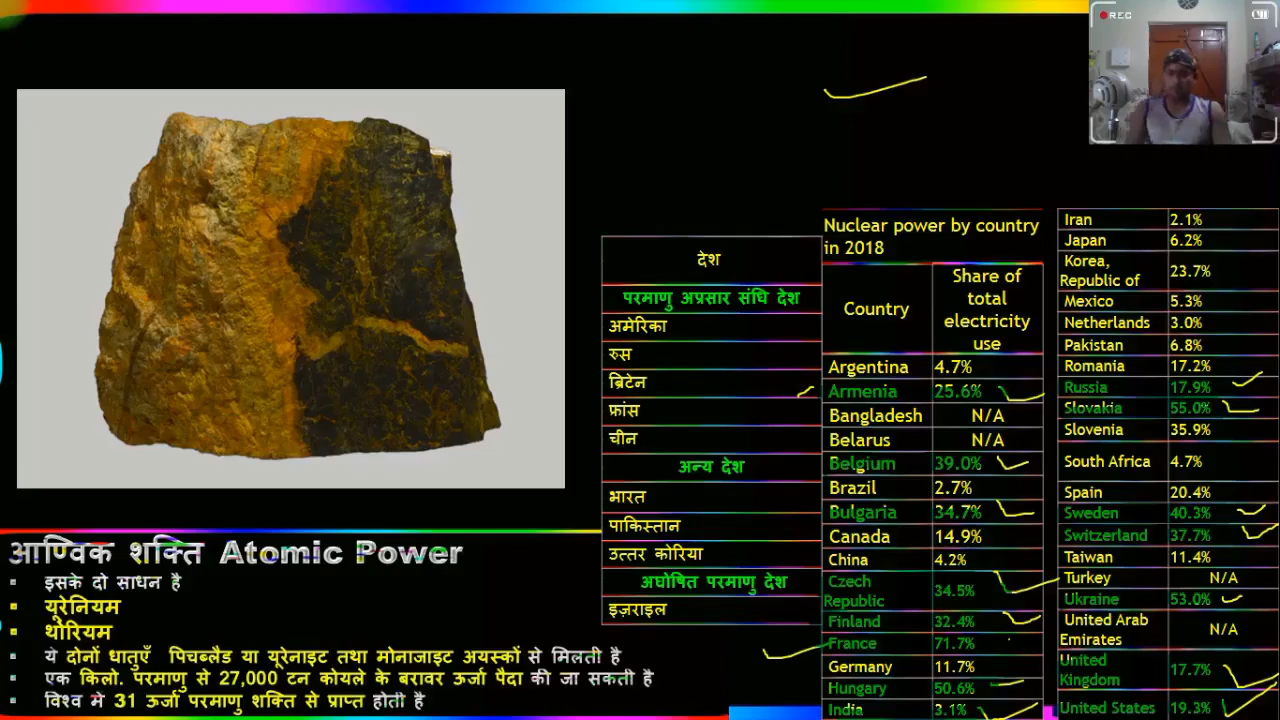 REC
देश
परमाणु अप्रसार संधि देश
अमेरिका
रुस
ब्रिटेन
फ्रांस
चीन
अन्य देश
भारत
पाकिस्तान
उत्तर कोरिया
अघोषित परमाणु देश
इज़राइल
Nuclear power by country
in 2018
Country Share of total electricity use
Argentina 4.7%
Armenia 25.6%
Bangladesh N/A
Belarus N/A
Belgium 39.0%
Brazil 2.7%
Bulgaria 34.7%
Canada 14.9%
China 4.2%
Czech Republic 34.5%
Finland 32.4%
France 71.7%
Germany 11.7%
Hungary 50.6%
India 3.1%
Iran 2.1%
Japan 6.2%
Korea, Republic of 23.7%
Mexico 5.3%
Netherlands 3.0%
Pakistan 6.8%
Romania 17.2%
Russia 17.9%
Slovakia 55.0%
Slovenia 35.9%
South Africa 4.7%
Spain 20.4%
Sweden 40.3%
Switzerland 37.7%
Taiwan 11.4%
Turkey N/A
Ukraine 53.0%
United Arab Emirates N/A
United Kingdom 17.7%
United States 19.3%
आण्विक शक्ति Atomic Power
इसके दो साधन है
यूरेनियम
थोरियम
ये दोनों धातुएँ पिचब्लैंड या यूरेनाइट तथा मोनाजाइट अयस्कों से मिलती है
एक किलो. परमाणु से 27,000 टन कोयले के बरावर ऊर्जा पैदा की जा सकती है
विश्व में 31 ऊर्जा परमाणु शक्ति से प्राप्त होती है